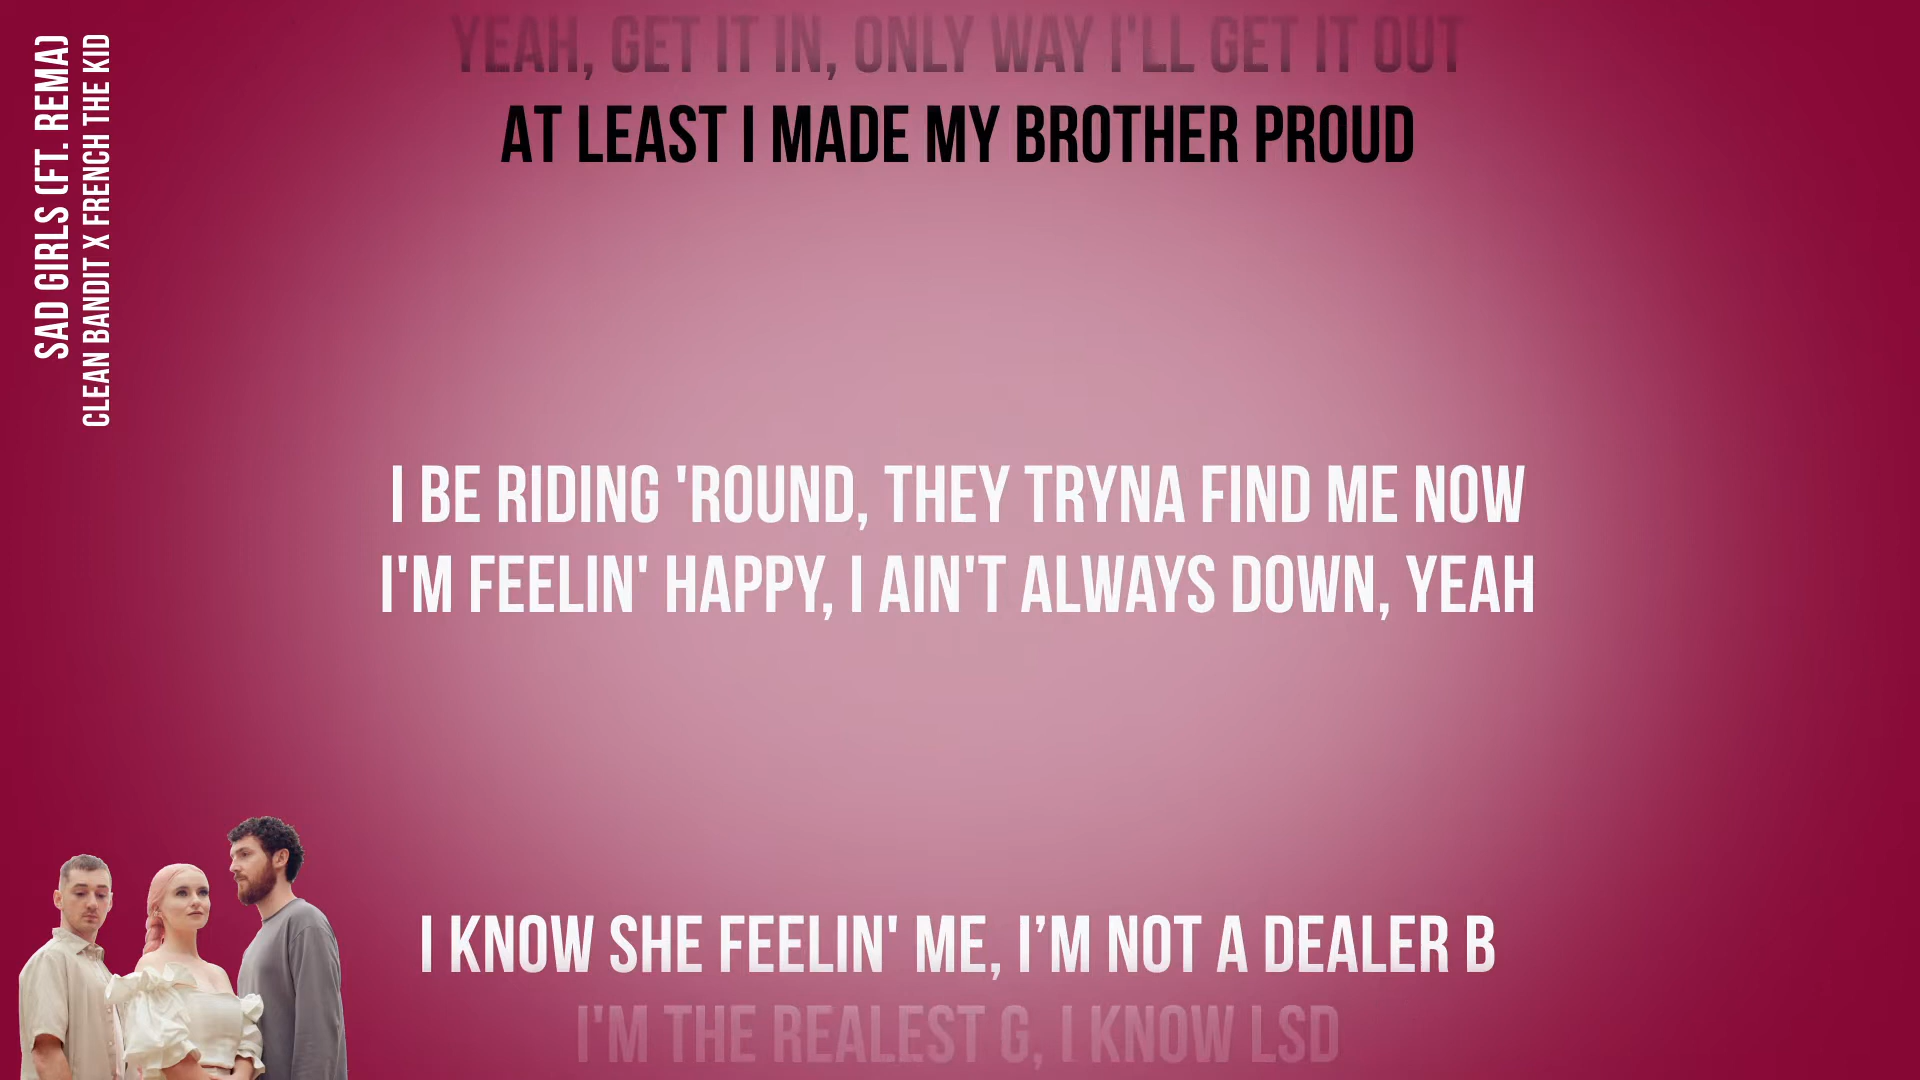 SAD GIRLS (FT. REMA)
CLEAN BANDIT X FRENCH THE KID
YEAH, GET IT IN, ONLY WAY I'LL GET IT OUT
AT LEAST I MADE MY BROTHER PROUD
I BE RIDING 'ROUND, THEY TRYNA FIND ME NOW
I'M FEELIN' HAPPY, I AIN'T ALWAYS DOWN, YEAH
I KNOW SHE FEELIN' ME, I’M NOT A DEALER B
I'M THE REALEST G, I KNOW LSD